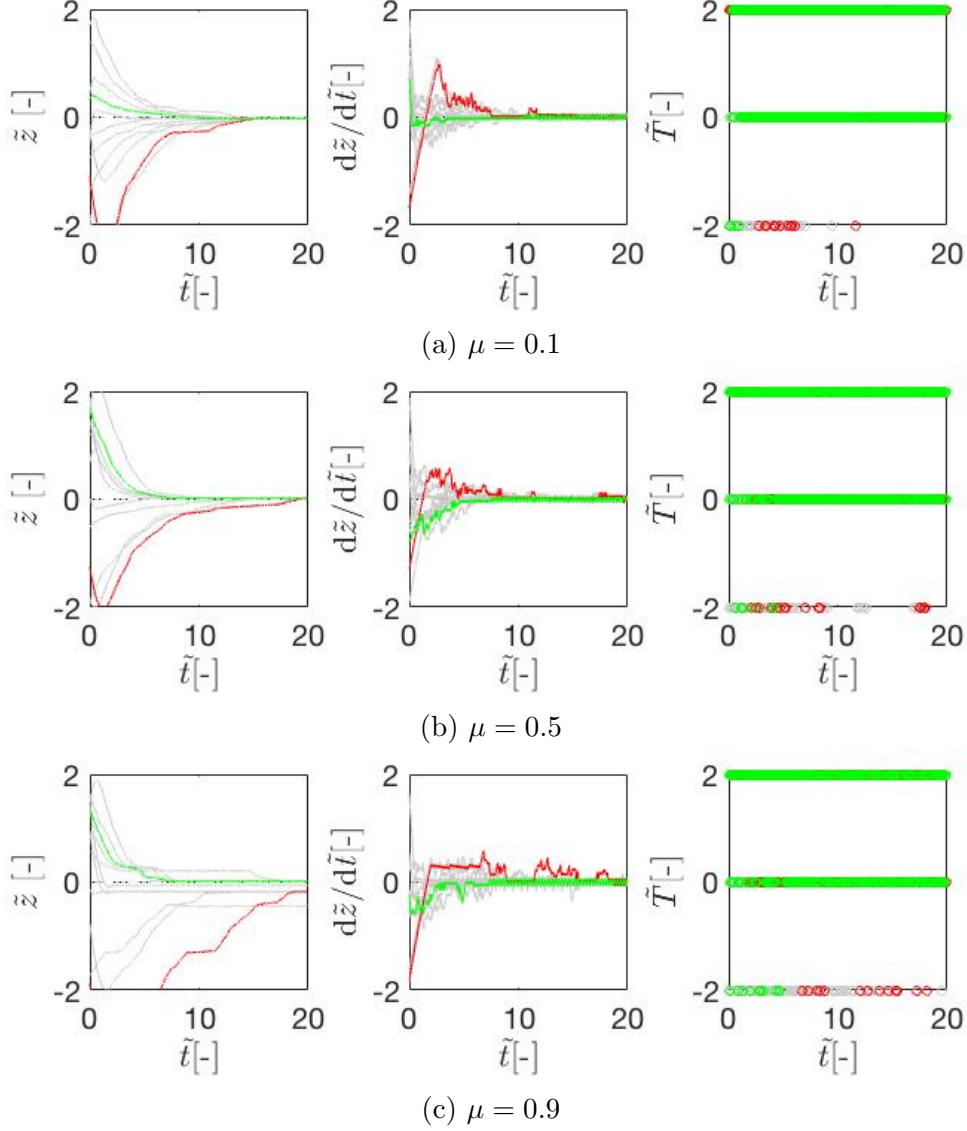 2 2 2
z̃ [-] 0 dz̃/dt̃[-] 0 T̃ [-] 0
-2 -2 -2
0 10 20 0 10 20 0 10 20
t̃[-] t̃[-] t̃[-]
(a) μ = 0.1
2 2 2
z̃ [-] 0 dz̃/dt̃[-] 0 T̃ [-] 0
-2 -2 -2
0 10 20 0 10 20 0 10 20
t̃[-] t̃[-] t̃[-]
(b) μ = 0.5
2 2 2
z̃ [-] 0 dz̃/dt̃[-] 0 T̃ [-] 0
-2 -2 -2
0 10 20 0 10 20 0 10 20
t̃[-] t̃[-] t̃[-]
(c) μ = 0.9